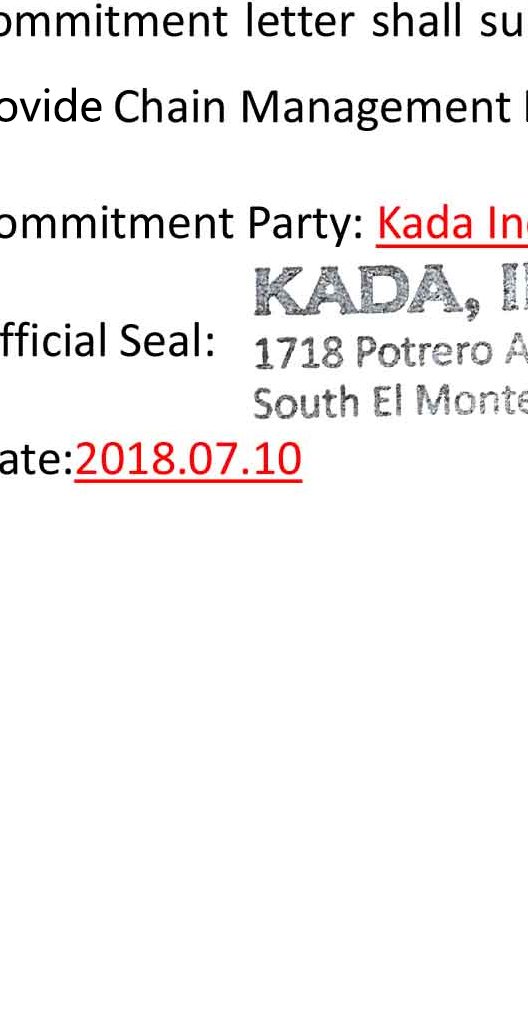 ommitment letter shall su
ovide Chain Management
ommitment Party: Kada In
KADA, I
fficial Seal:
1718 Potrero A
South El Monte
ate:2018.07.10